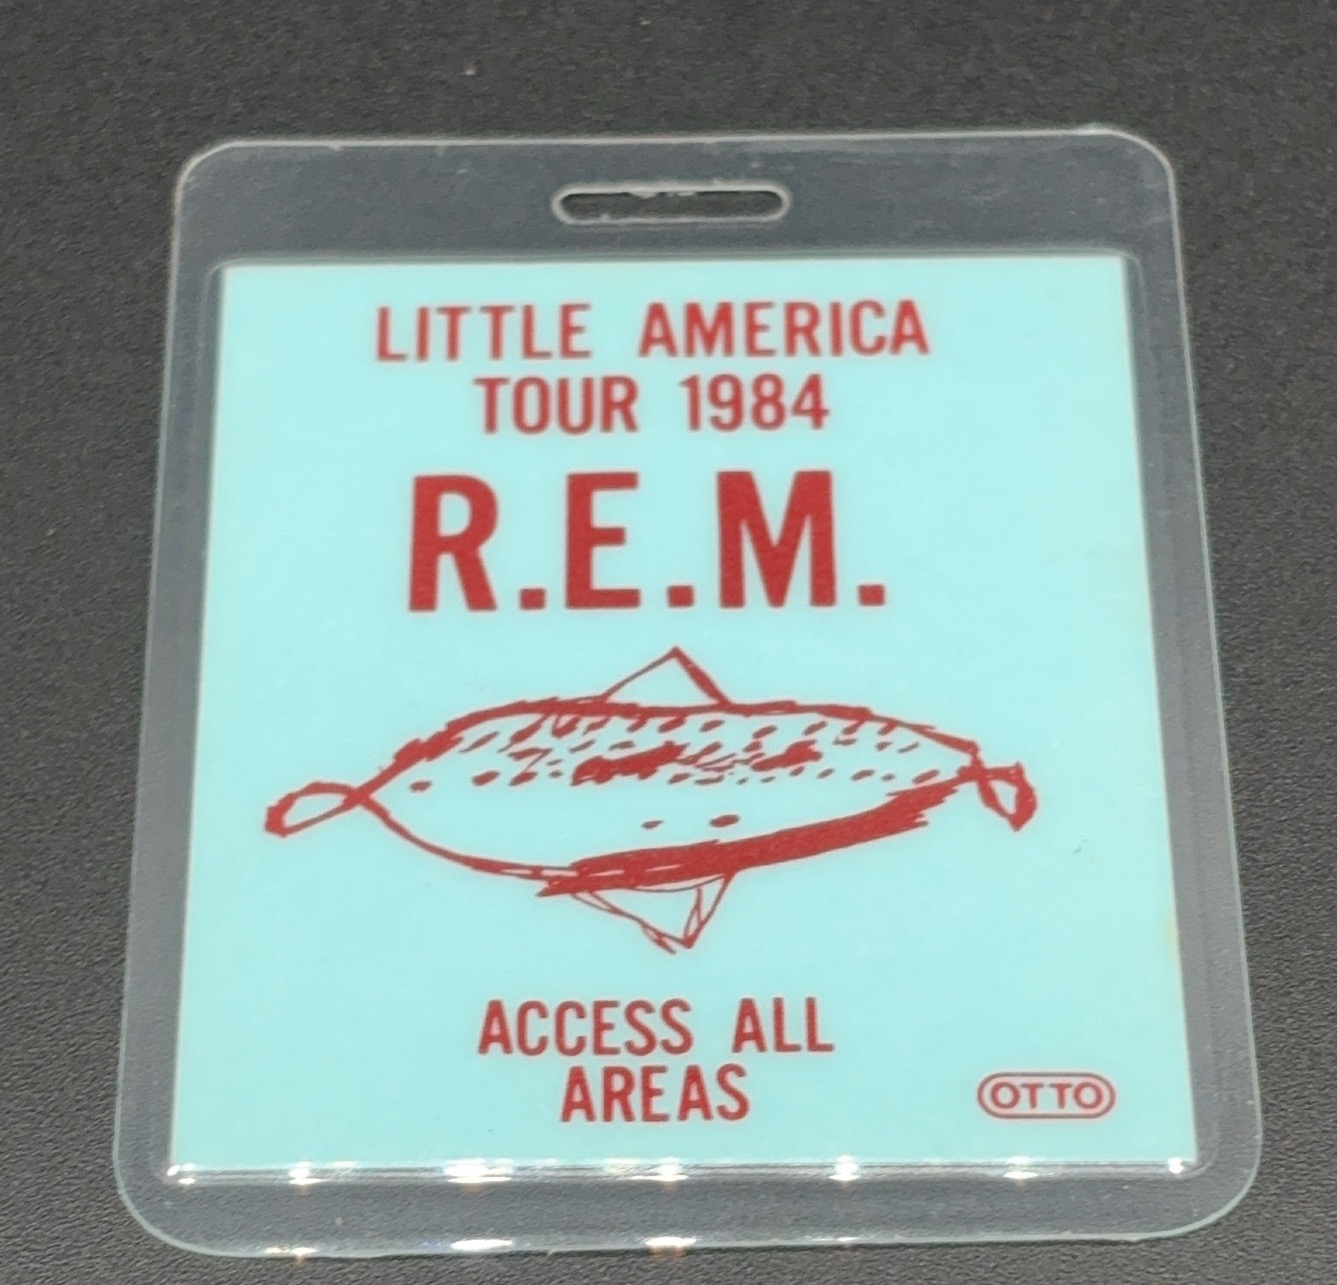 LITTLE AMERICA
TOUR 1984
R.E.M.
ACCESS ALL
AREAS
OTTO